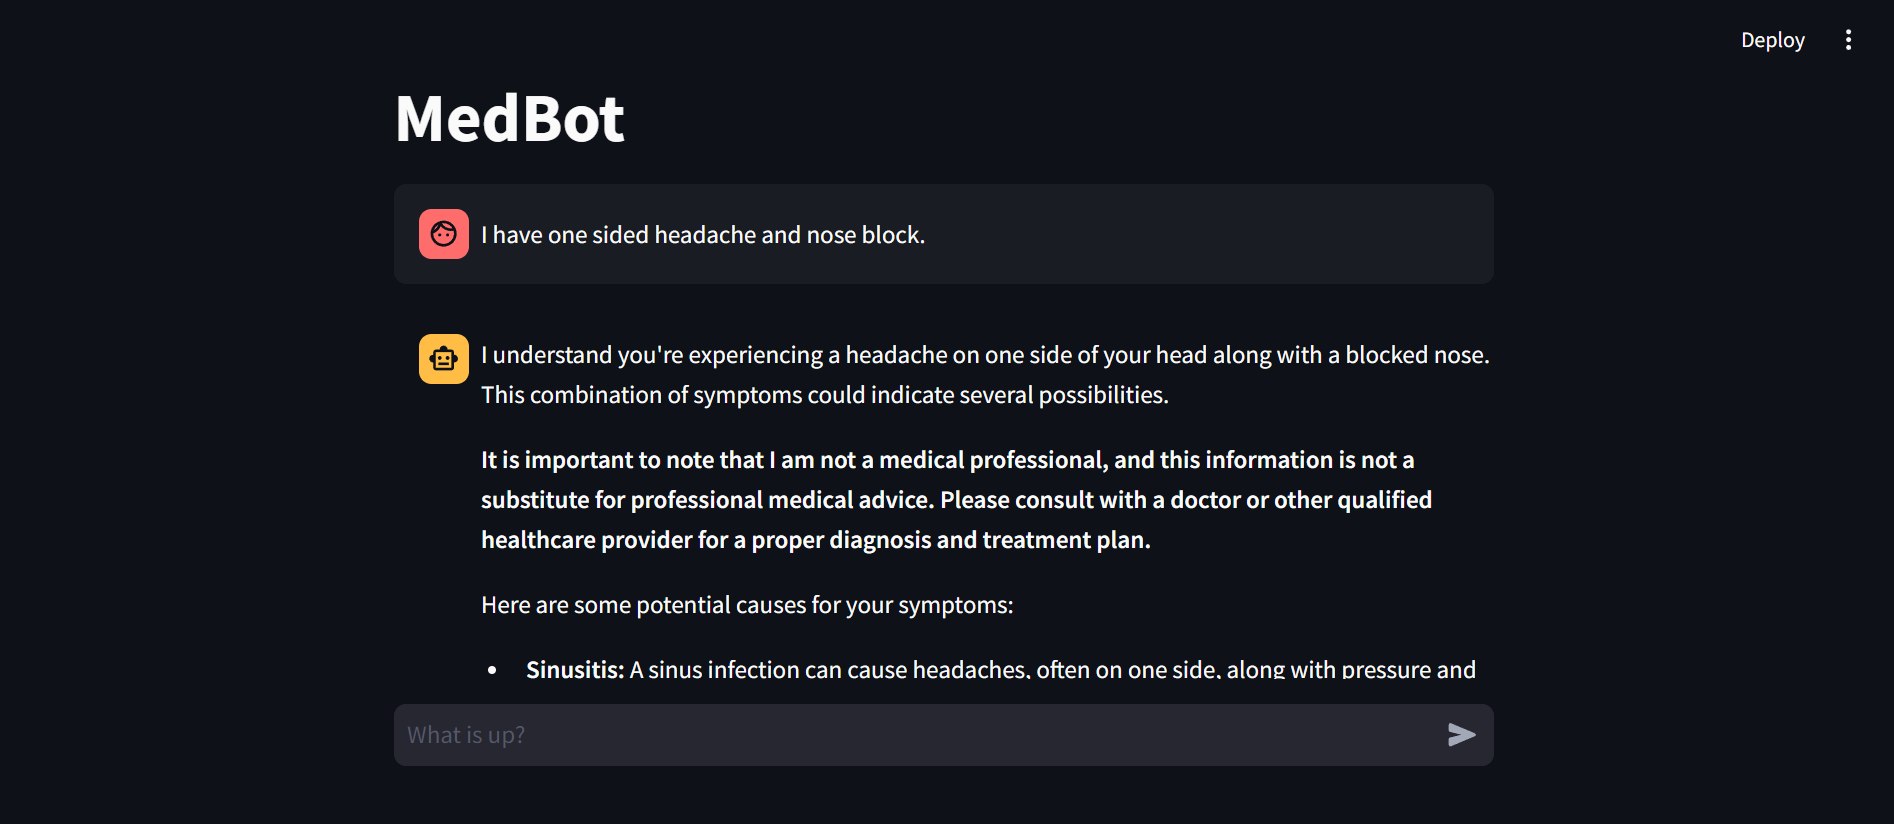 Deploy
MedBot
I have one sided headache and nose block.
I understand you're experiencing a headache on one side of your head along with a blocked nose.
This combination of symptoms could indicate several possibilities.
It is important to note that I am not a medical professional, and this information is not a
substitute for professional medical advice. Please consult with a doctor or other qualified
healthcare provider for a proper diagnosis and treatment plan.
Here are some potential causes for your symptoms:
• Sinusitis: A sinus infection can cause headaches, often on one side, along with pressure and
What is up?